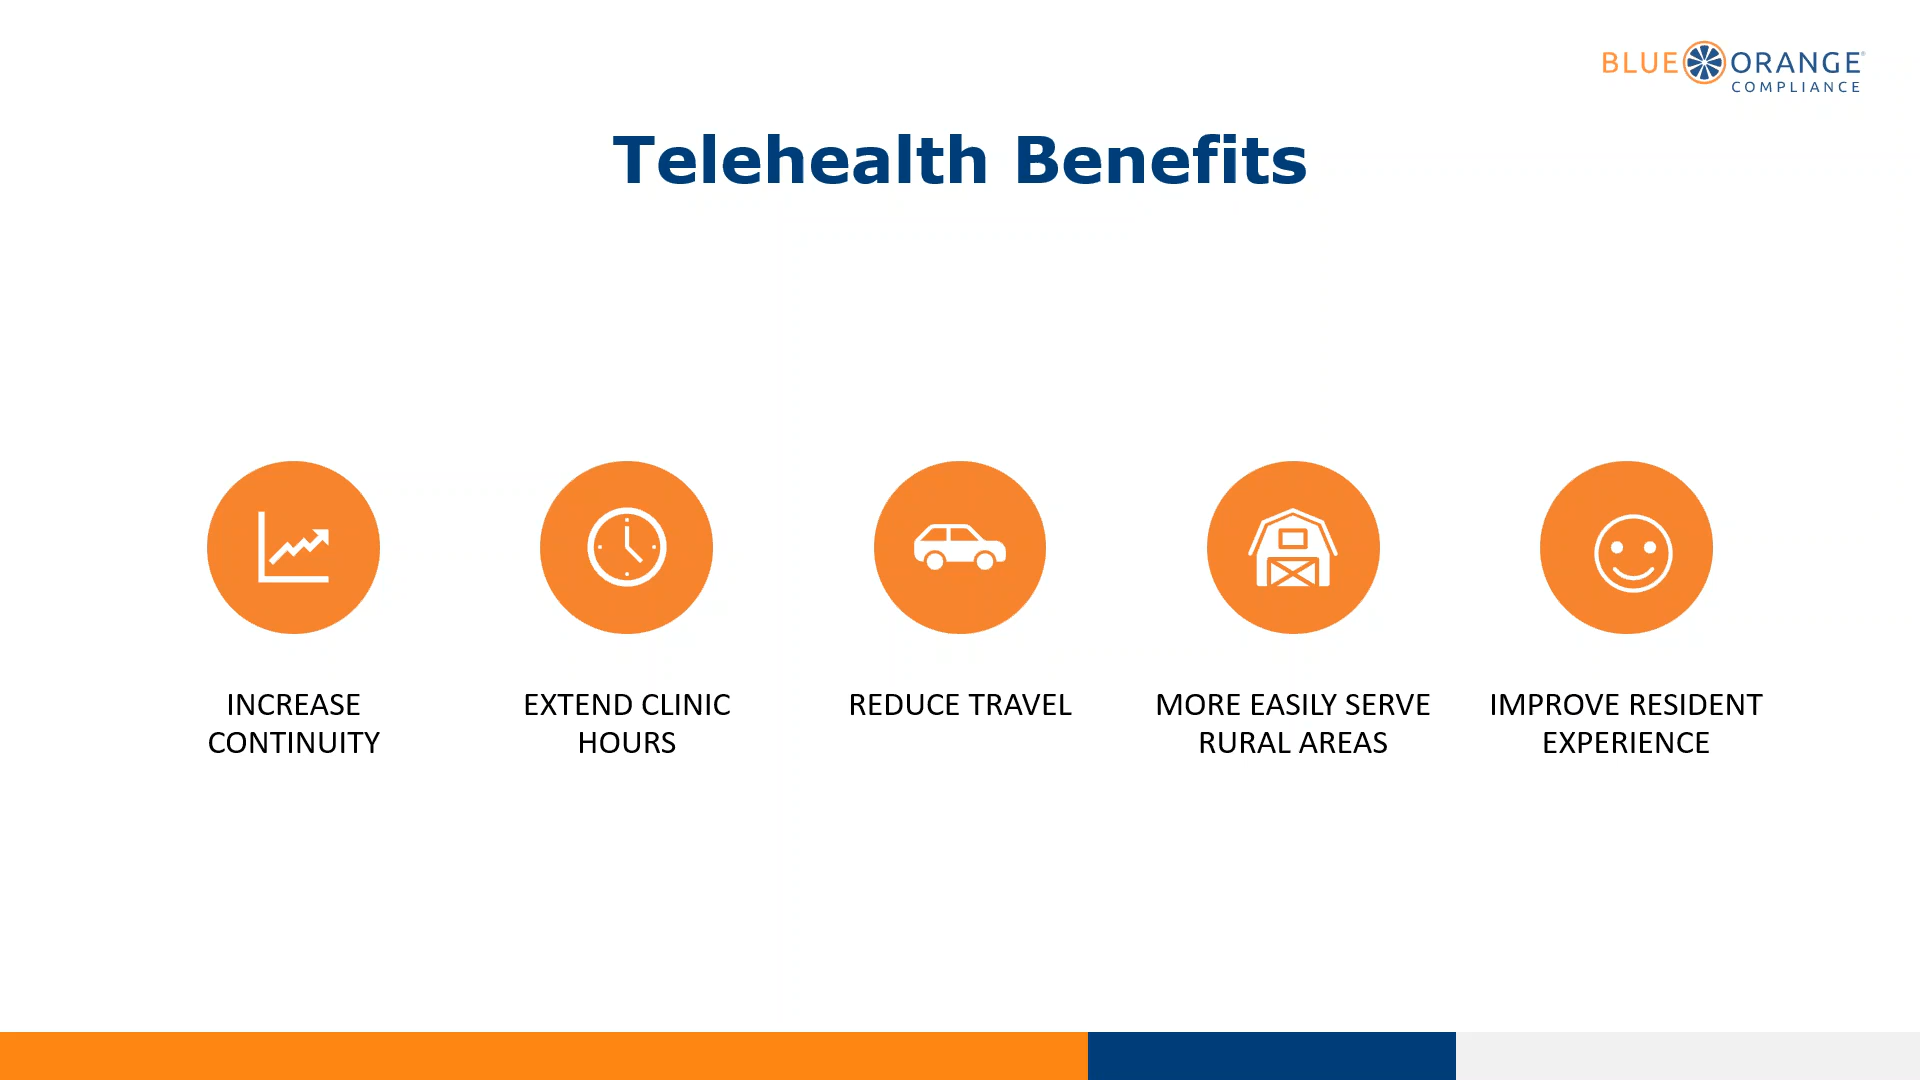 BLUE ORANGE®
COMPLIANCE
Telehealth Benefits
INCREASE
CONTINUITY
EXTEND CLINIC
HOURS
REDUCE TRAVEL
MORE EASILY SERVE
RURAL AREAS
IMPROVE RESIDENT
EXPERIENCE